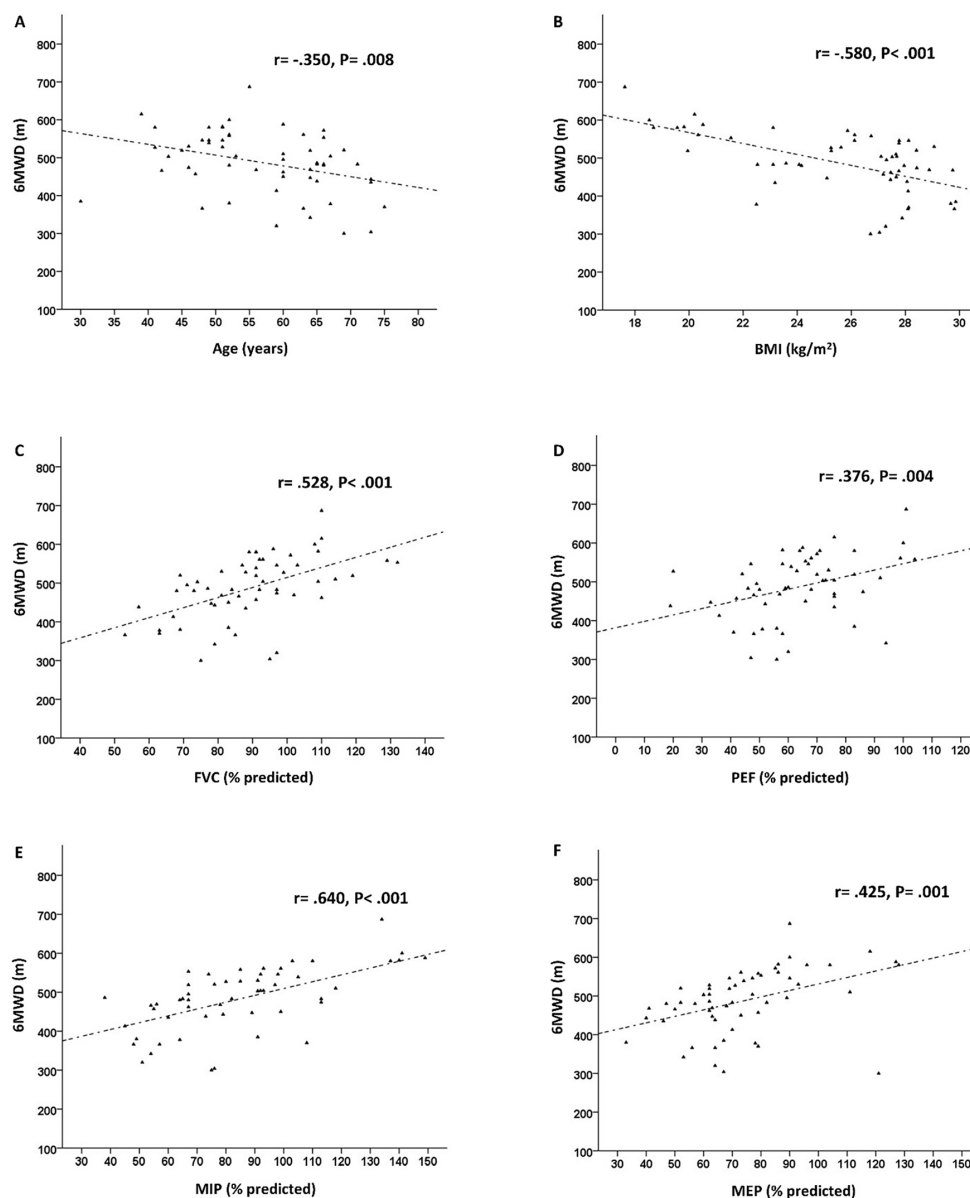 A
r= -.350, P= .008
6MWD (m)
800
700
600
500
400
300
200
100
30 35 40 45 50 55 60 65 70 75 80
Age (years)
B
r= -.580, P< .001
6MWD (m)
800
700
600
500
400
300
200
100
18 20 22 24 26 28 30
BMI (kg/m²)
C
r= .528, P< .001
6MWD (m)
800
700
600
500
400
300
200
100
40 50 60 70 80 90 100 110 120 130 140
FVC (% predicted)
D
r= .376, P= .004
6MWD (m)
800
700
600
500
400
300
200
100
0 10 20 30 40 50 60 70 80 90 100 110 120
PEF (% predicted)
E
r= .640, P< .001
6MWD (m)
800
700
600
500
400
300
200
100
30 40 50 60 70 80 90 100 110 120 130 140 150
MIP (% predicted)
F
r= .425, P= .001
6MWD (m)
800
700
600
500
400
300
200
100
30 40 50 60 70 80 90 100 110 120 130 140 150
MEP (% predicted)